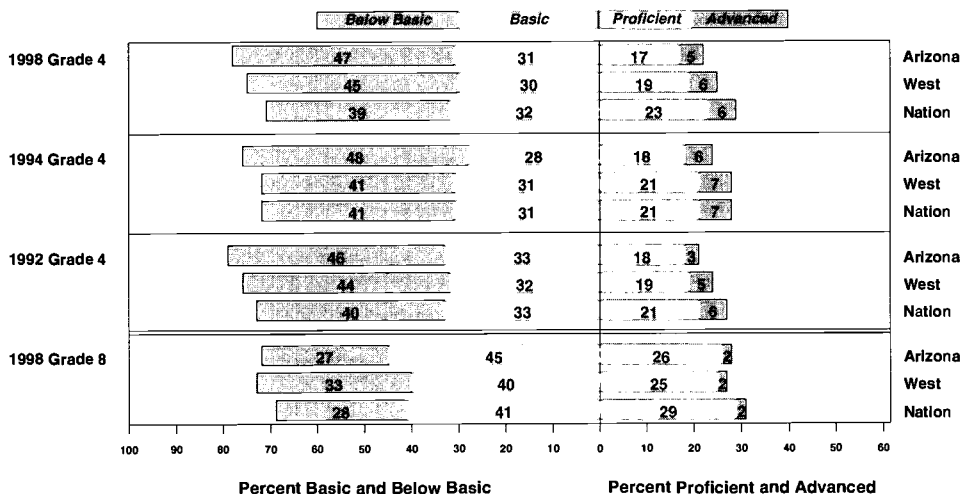 Below Basic Basic Proficient Advanced
1998 Grade 4 47 31 17 5 Arizona
45 30 19 6 West
39 32 23 6 Nation
1994 Grade 4 48 28 18 6 Arizona
41 31 21 7 West
41 31 21 7 Nation
1992 Grade 4 46 33 18 3 Arizona
44 32 19 5 West
40 33 21 6 Nation
1998 Grade 8 27 45 26 2 Arizona
33 40 25 2 West
28 41 29 2 Nation
100 90 80 70 60 50 40 30 20 10 0 10 20 30 40 50 60
Percent Basic and Below Basic Percent Proficient and Advanced